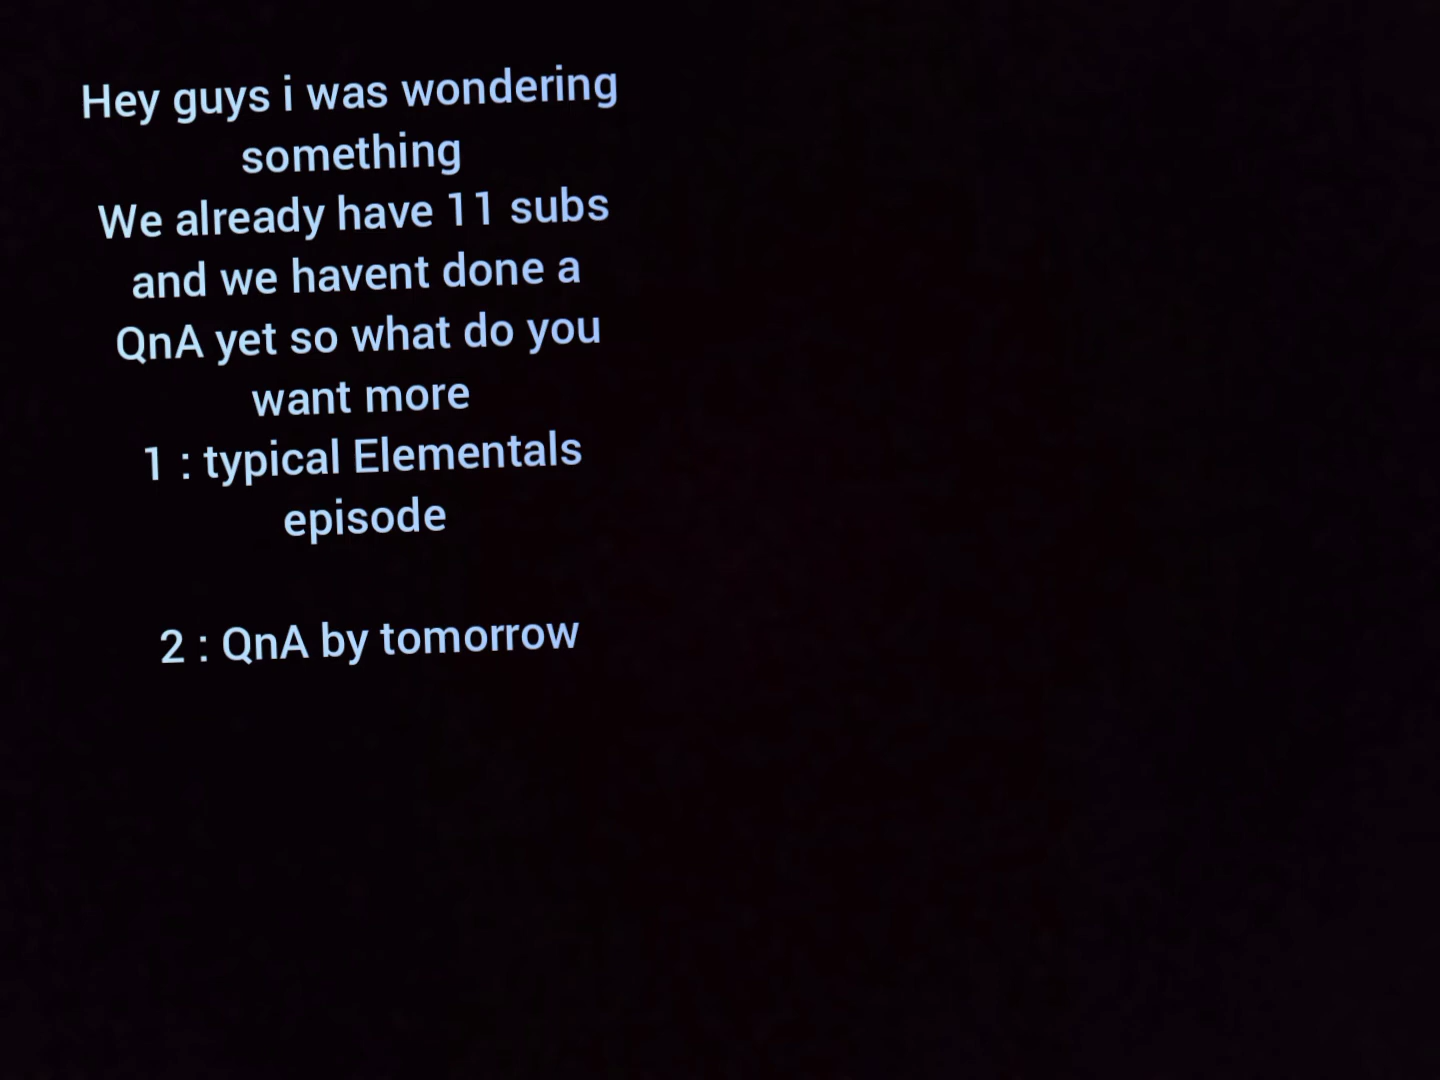 Hey guys i was wondering
something
We already have 11 subs
and we havent done a
QnA yet so what do you
want more
1 : typical Elementals
episode
2 : QnA by tomorrow